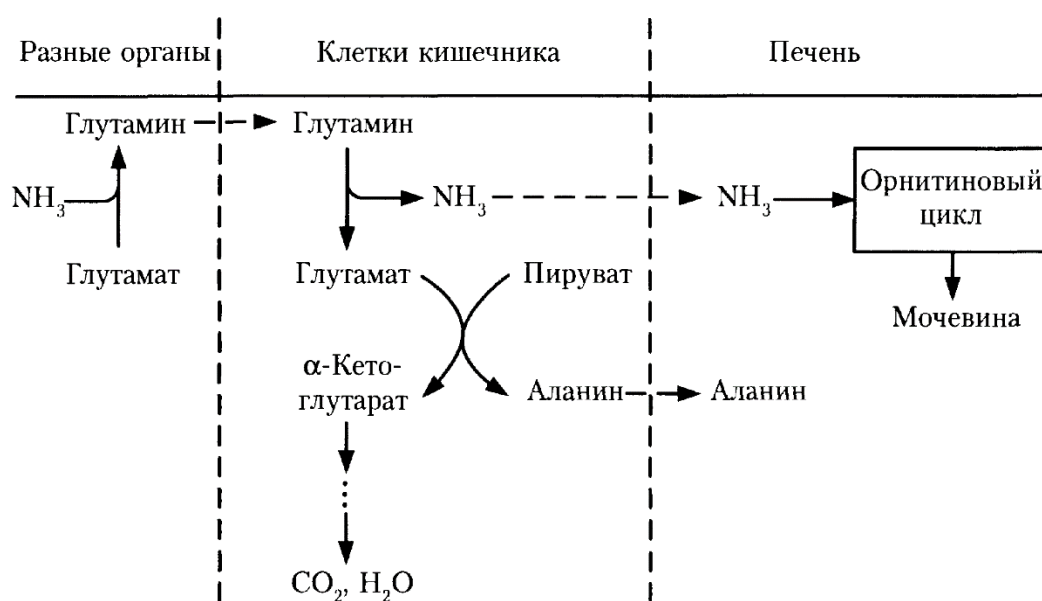 Разные органы
Клетки кишечника
Печень
Глутамин
Глутамин
NH₃
NH₃
NH₃
Орнитиновый
цикл
Глутамат
Глутамат
Пируват
Мочевина
α-Кето-
глутарат
Аланин
Аланин
CO₂, H₂O